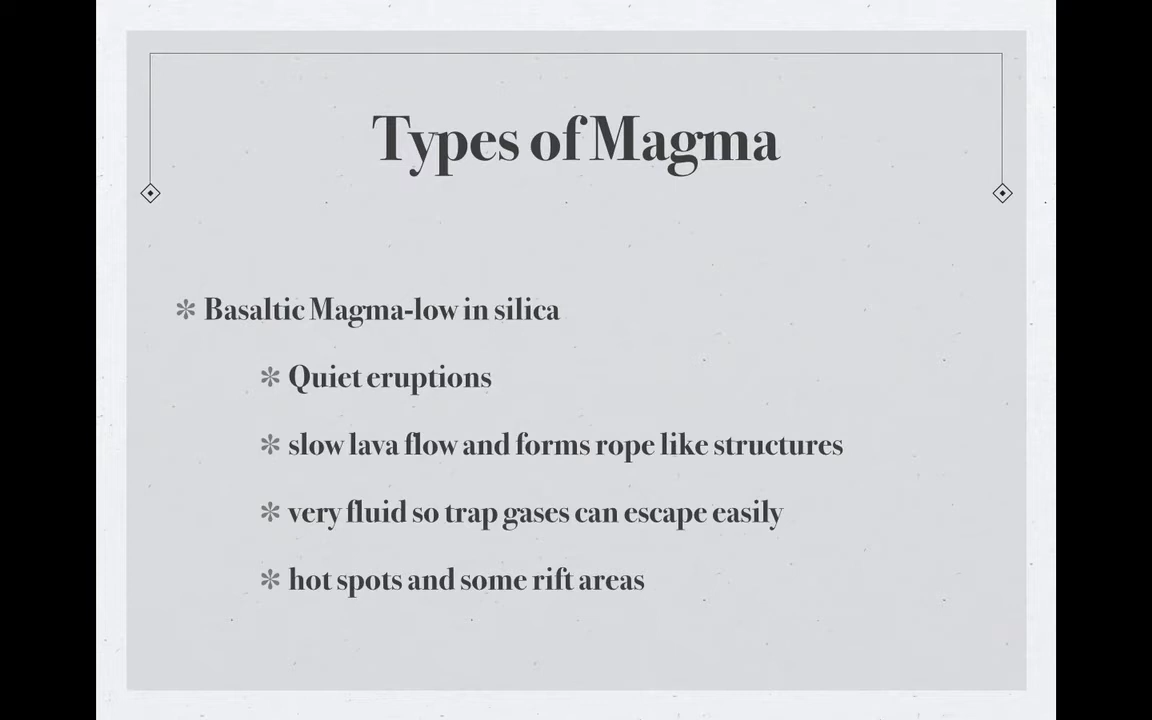 Types of Magma
✻ Basaltic Magma-low in silica
✻ Quiet eruptions
✻ slow lava flow and forms rope like structures
✻ very fluid so trap gases can escape easily
✻ hot spots and some rift areas